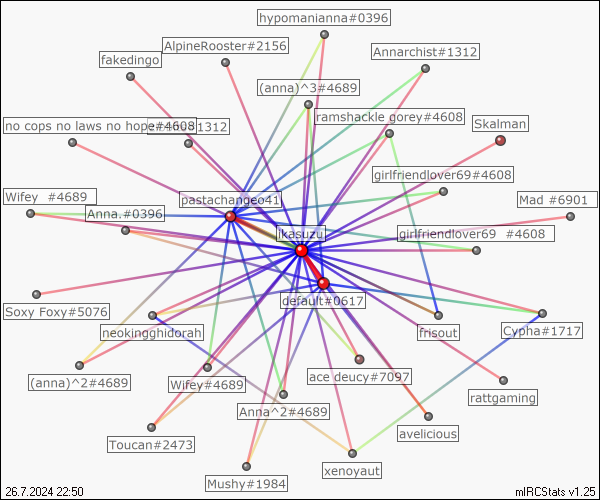 hypomanianna#0396
AlpineRooster#2156
Annarchist#1312
fakedingo
(anna)^3#4689
ramshackle gorey#4608
Skalman
no cops no laws no hope#4608
1312
girlfriendlover69#4608
pastachangeo41
Wifey #4689
Mad #6901
Anna.#0396
ikasuzu
girlfriendlover69 #4608
default#0617
Soxy Foxy#5076
neokingghidorah
frisout
Cypha#1717
(anna)^2#4689
Wifey#4689
ace deucy#7097
rattgaming
Anna^2#4689
avelicious
Toucan#2473
xenoyaut
Mushy#1984
26.7.2024 22:50
mIRCStats v1.25